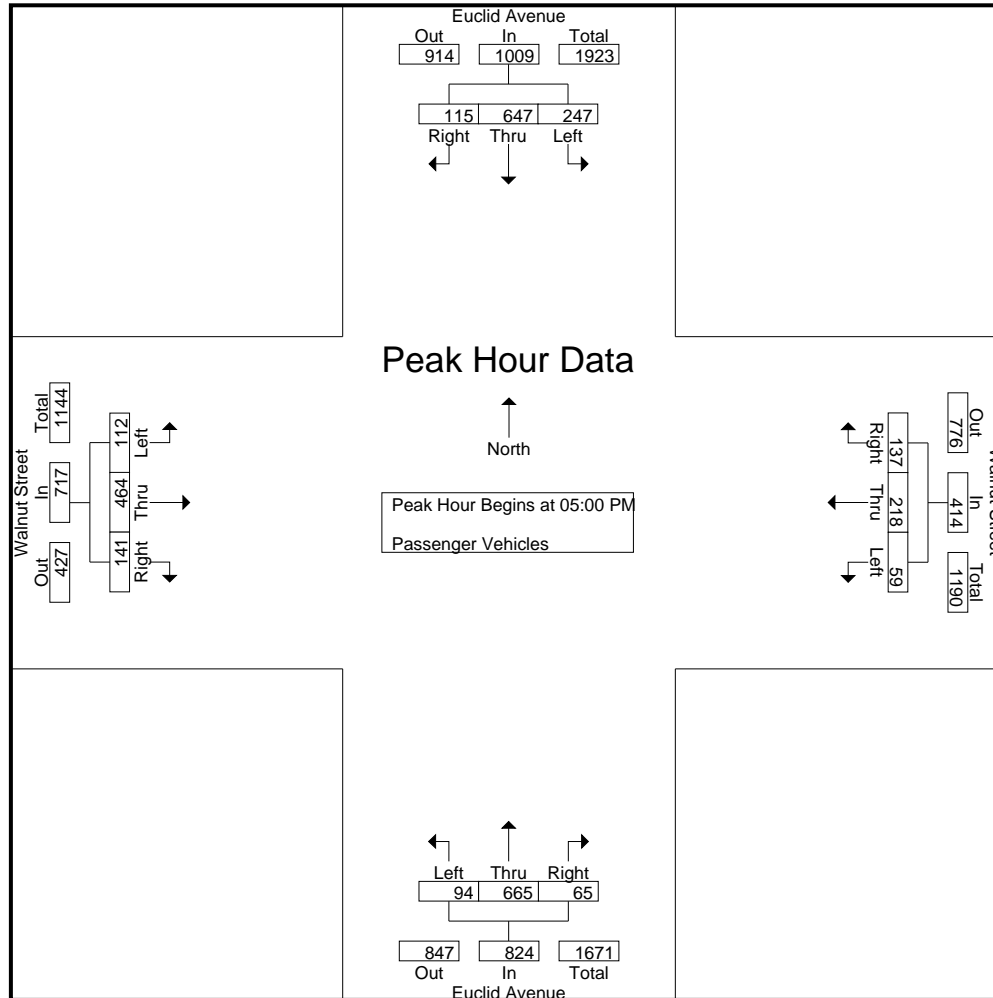 Euclid Avenue
Out In Total
914 1009 1923
115 647 247
Right Thru Left
Peak Hour Data
North
Peak Hour Begins at 05:00 PM
Passenger Vehicles
Walnut Street
Total In Out
1144 717 427
112 464 141
Left Thru Right
Walnut Street
Out In Total
776 414 1190
137 218 59
Right Thru Left
Left Thru Right
94 665 65
847 824 1671
Out In Total
Euclid Avenue